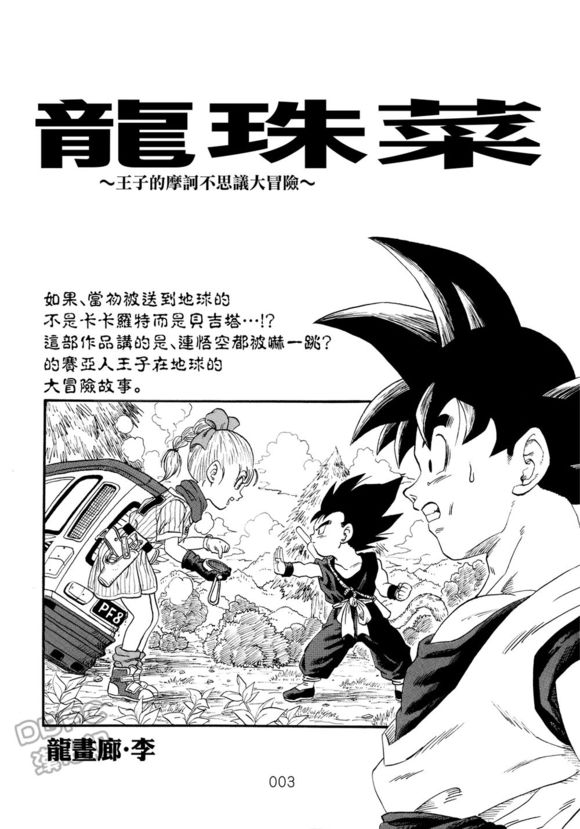 龍珠菜
～王子的摩訶不思議大冒險～
如果、當初被送到地球的
不是卡卡羅特而是貝吉塔…!?
這部作品講的是、連悟空都被嚇一跳?
的賽亞人王子在地球的
大冒險故事。
PF8
龍畫廊·李
003